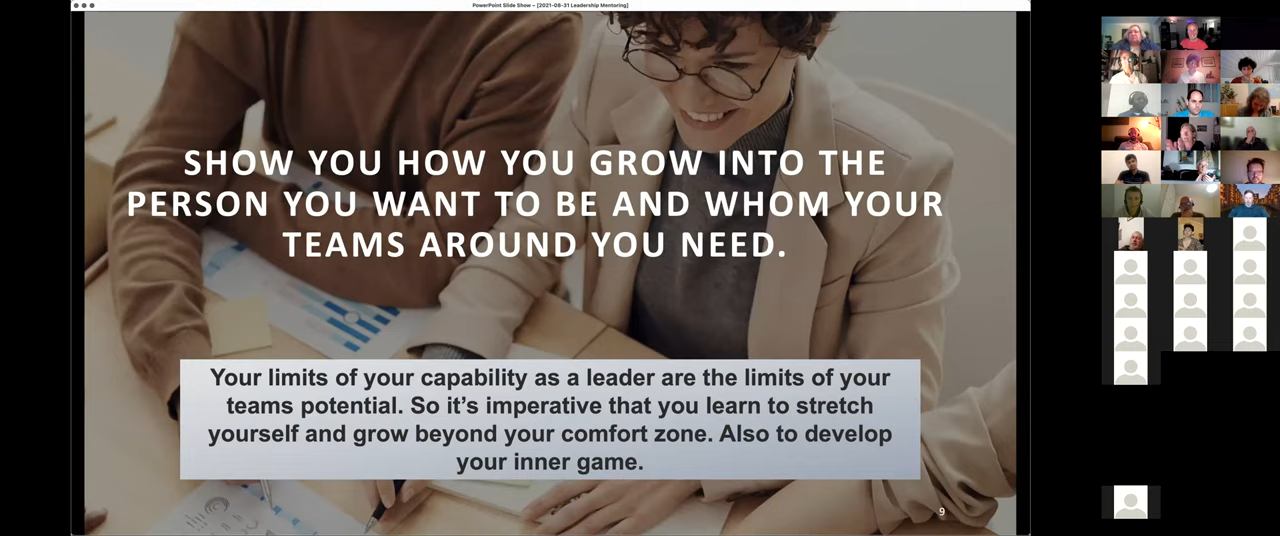 PowerPoint Slide Show – [2021-08-31 Leadership Mentoring]
SHOW YOU HOW YOU GROW INTO THE
PERSON YOU WANT TO BE AND WHOM YOUR
TEAMS AROUND YOU NEED.
Your limits of your capability as a leader are the limits of your
teams potential. So it’s imperative that you learn to stretch
yourself and grow beyond your comfort zone. Also to develop
your inner game.
9